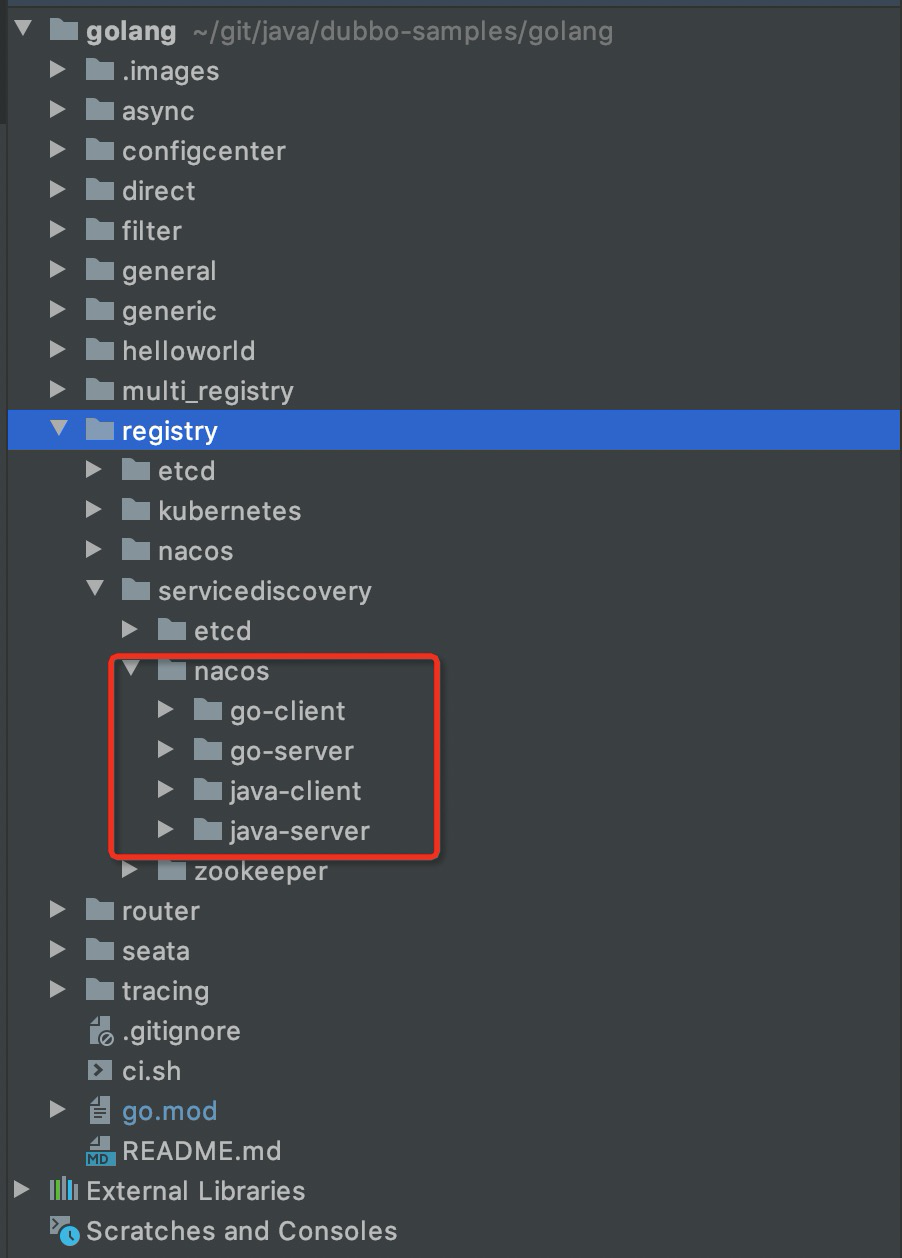 golang ~/git/java/dubbo-samples/golang
.images
async
configcenter
direct
filter
general
generic
helloworld
multi_registry
registry
etcd
kubernetes
nacos
servicediscovery
etcd
nacos
go-client
go-server
java-client
java-server
zookeeper
router
seata
tracing
.gitignore
ci.sh
go.mod
MD README.md
External Libraries
Scratches and Consoles